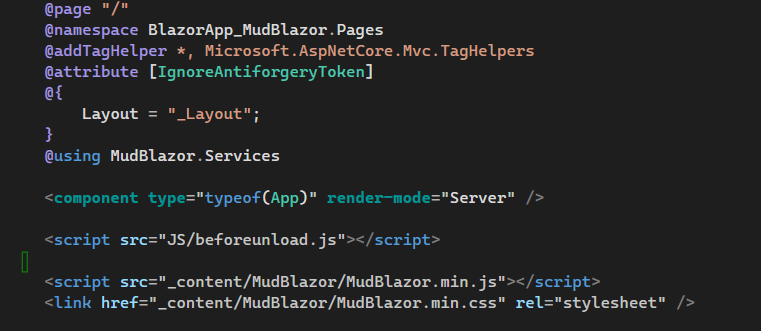 @page "/"
@namespace BlazorApp_MudBlazor.Pages
@addTagHelper *, Microsoft.AspNetCore.Mvc.TagHelpers
@attribute [IgnoreAntiforgeryToken]
@{
    Layout = "_Layout";
}
@using MudBlazor.Services
<component type="typeof(App)" render-mode="Server" />
<script src="JS/beforeunload.js"></script>
<script src="_content/MudBlazor/MudBlazor.min.js"></script>
<link href="_content/MudBlazor/MudBlazor.min.css" rel="stylesheet" />